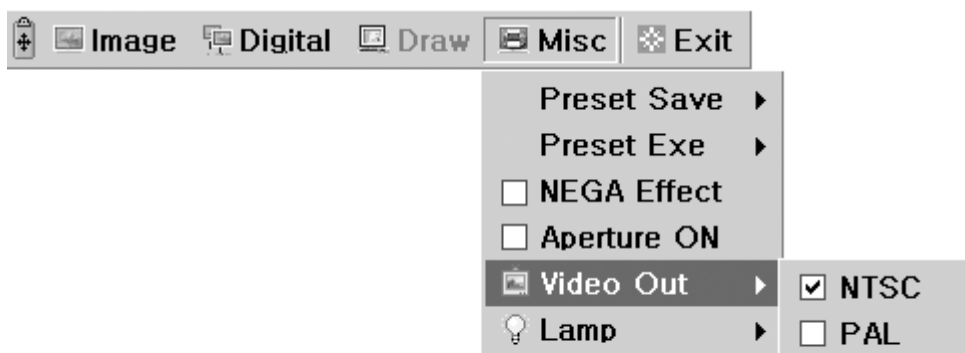 Image Digital Draw Misc Exit
Preset Save
Preset Exe
NEGA Effect
Aperture ON
Video Out NTSC
Lamp PAL